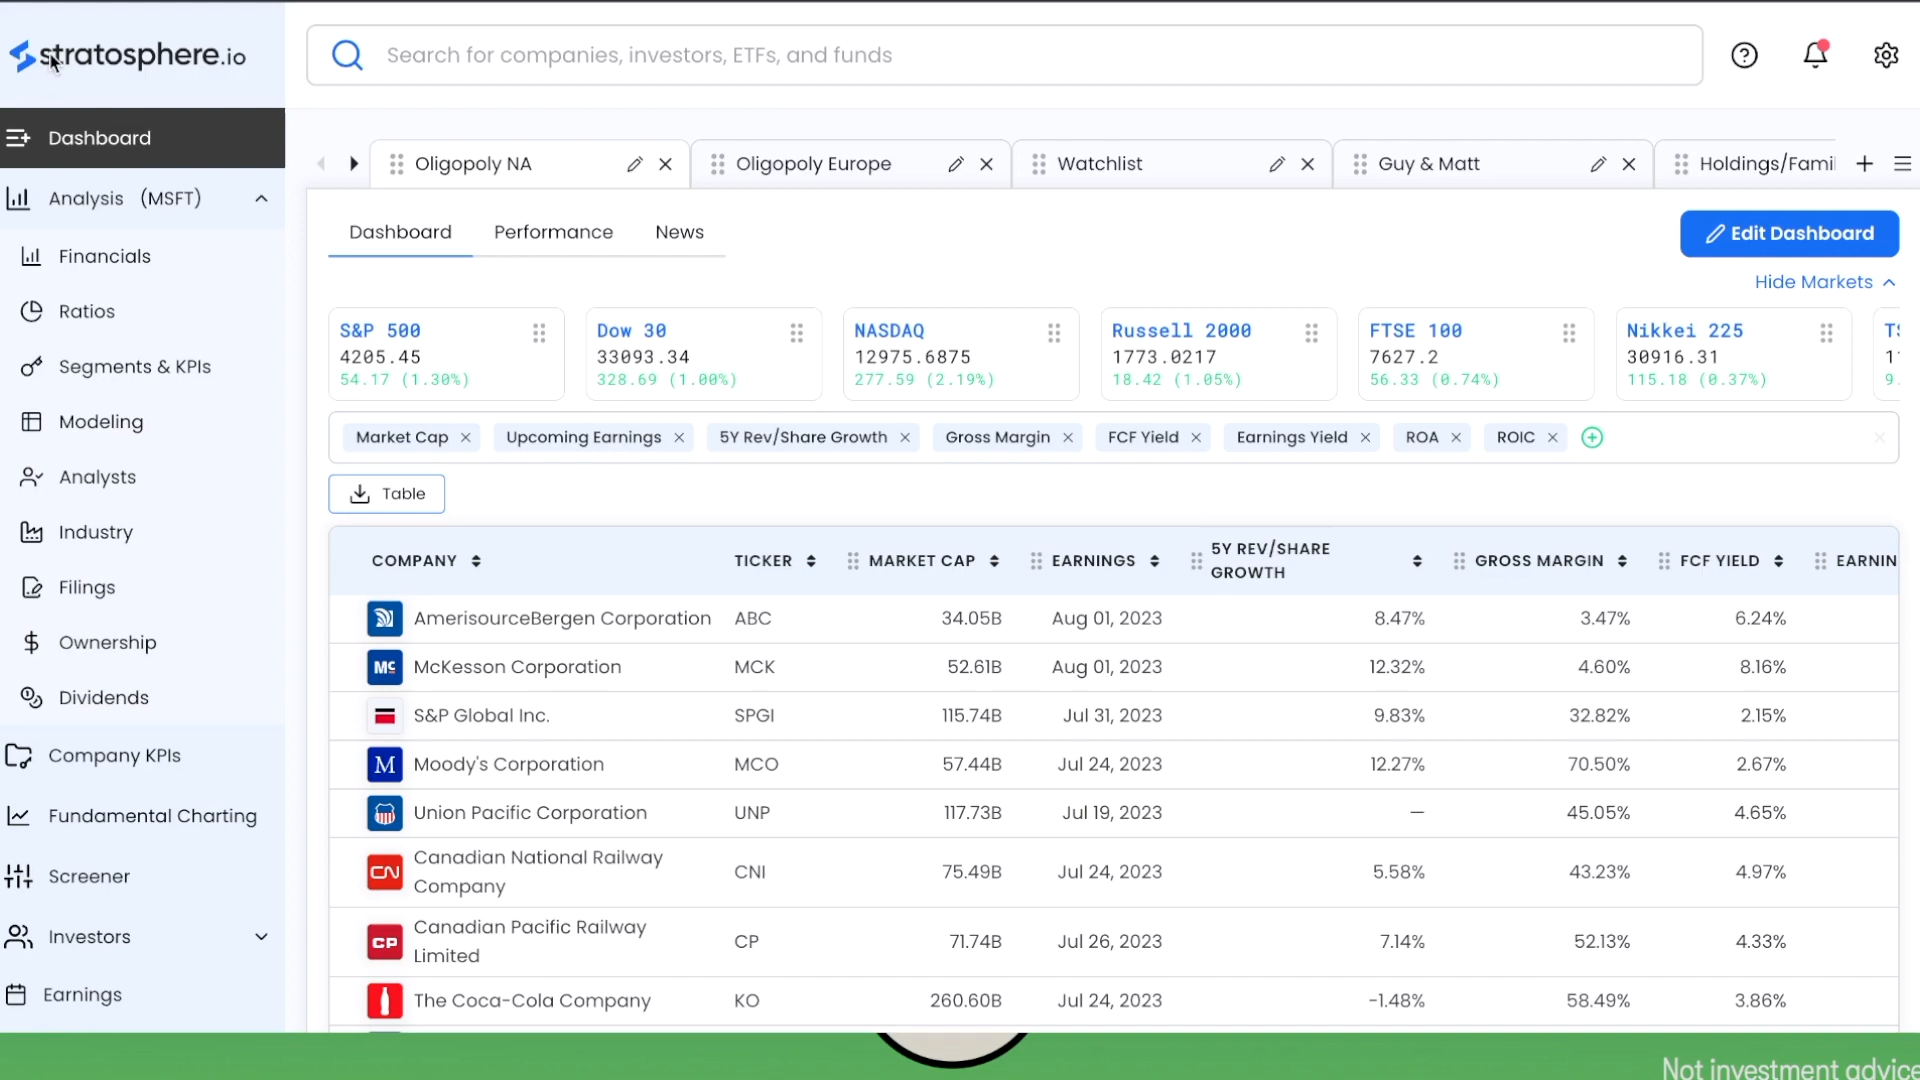 stratosphere.io
Search for companies, investors, ETFs, and funds
Dashboard
Analysis (MSFT)
Financials
Ratios
Segments & KPIs
Modeling
Analysts
Industry
Filings
Ownership
Dividends
Company KPIs
Fundamental Charting
Screener
Investors
Earnings
Oligopoly NA
Oligopoly Europe
Watchlist
Guy & Matt
Holdings/Famil
Dashboard Performance News
Edit Dashboard
Hide Markets
S&P 500
4205.45
54.17 (1.30%)
Dow 30
33093.34
328.69 (1.00%)
NASDAQ
12975.6875
277.59 (2.19%)
Russell 2000
1773.0217
18.42 (1.05%)
FTSE 100
7627.2
56.33 (0.74%)
Nikkei 225
30916.31
115.18 (0.37%)
Market Cap Upcoming Earnings 5Y Rev/Share Growth Gross Margin FCF Yield Earnings Yield ROA ROIC
Table
COMPANY TICKER MARKET CAP EARNINGS 5Y REV/SHARE GROWTH GROSS MARGIN FCF YIELD EARNIN
AmerisourceBergen Corporation ABC 34.05B Aug 01, 2023 8.47% 3.47% 6.24%
MC McKesson Corporation MCK 52.61B Aug 01, 2023 12.32% 4.60% 8.16%
S&P Global Inc. SPGI 115.74B Jul 31, 2023 9.83% 32.82% 2.15%
M Moody's Corporation MCO 57.44B Jul 24, 2023 12.27% 70.50% 2.67%
Union Pacific Corporation UNP 117.73B Jul 19, 2023 — 45.05% 4.65%
CN Canadian National Railway Company CNI 75.49B Jul 24, 2023 5.58% 43.23% 4.97%
CP Canadian Pacific Railway Limited CP 71.74B Jul 26, 2023 7.14% 52.13% 4.33%
The Coca-Cola Company KO 260.60B Jul 24, 2023 -1.48% 58.49% 3.86%
Not investment advice